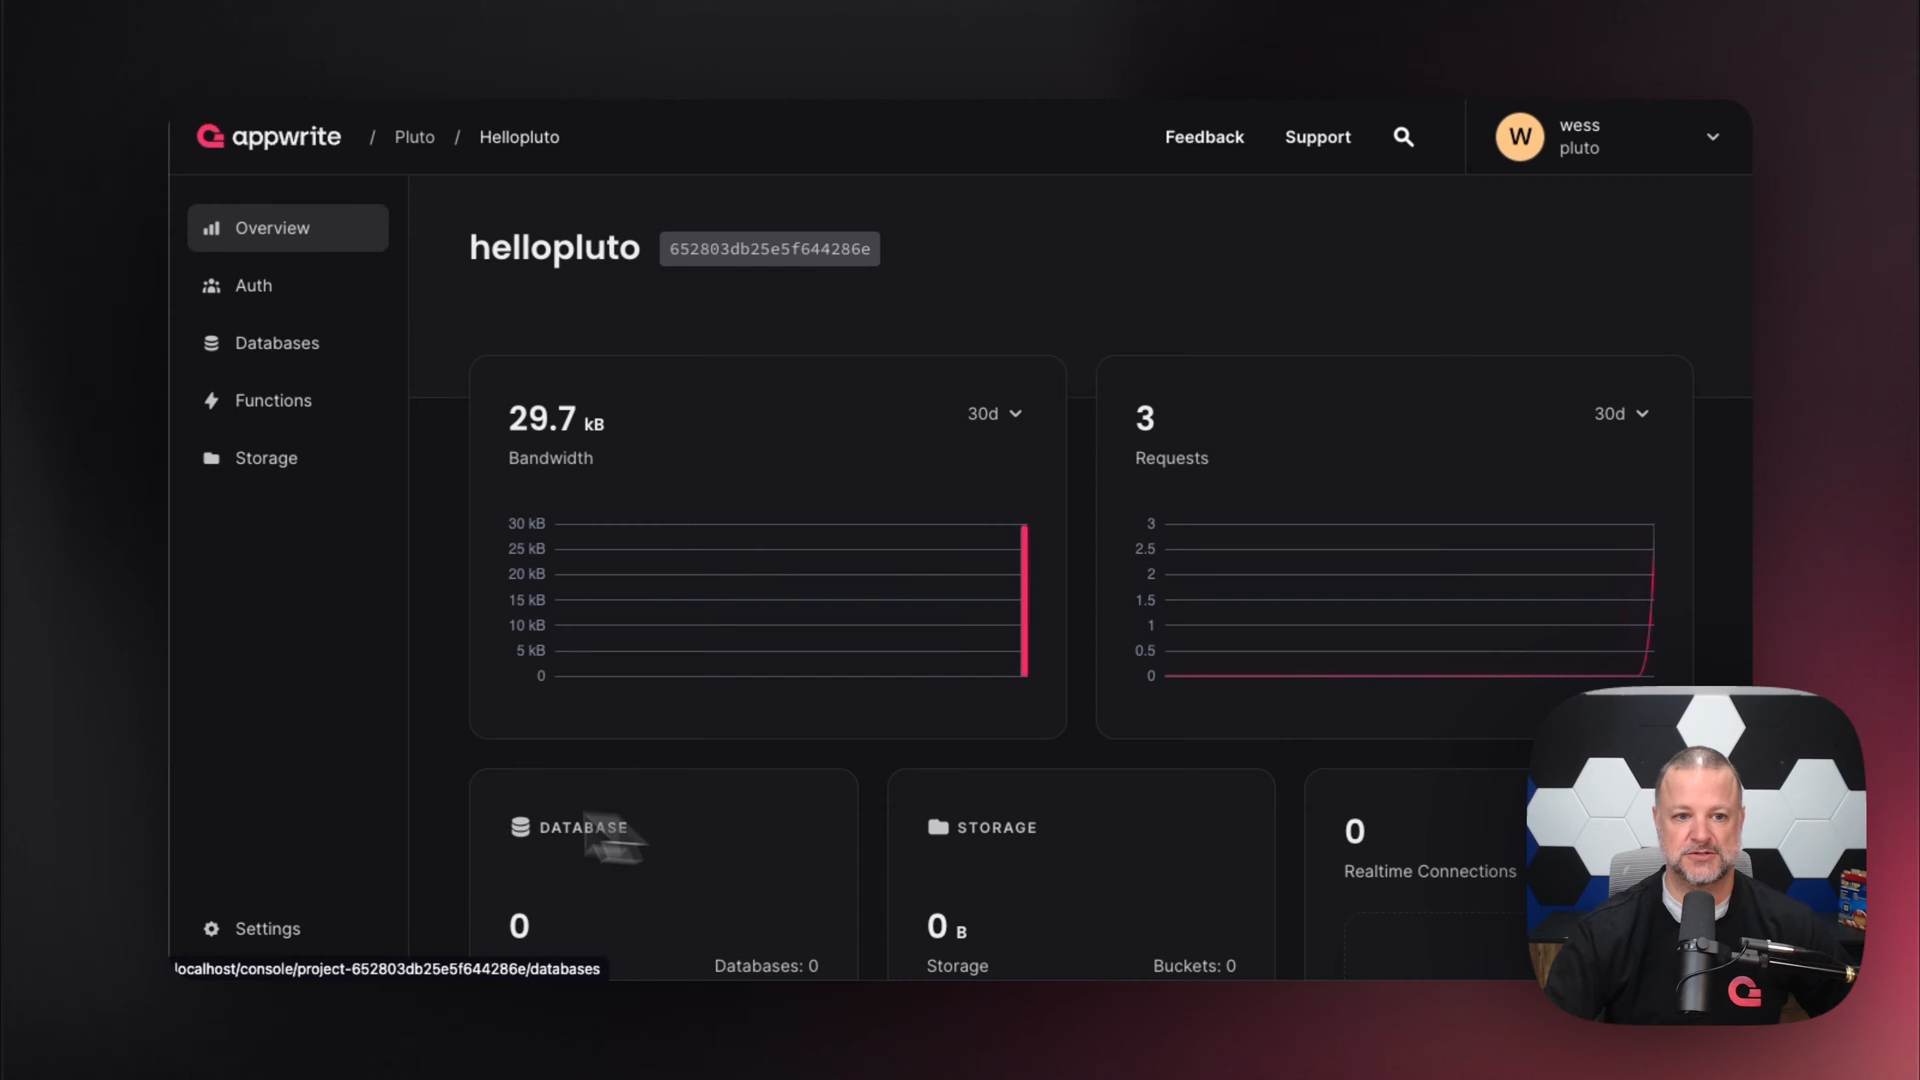 appwrite / Pluto / Hellopluto
Feedback Support
W wess
pluto
Overview
Auth
Databases
Functions
Storage
Settings
hellopluto 652803db25e5f644286e
29.7 kB 30d
Bandwidth
30 kB
25 kB
20 kB
15 kB
10 kB
5 kB
0
3 30d
Requests
3
2.5
2
1.5
1
0.5
0
DATABASE
0
Databases: 0
STORAGE
0 B
Storage Buckets: 0
0
Realtime Connections
localhost/console/project-652803db25e5f644286e/databases